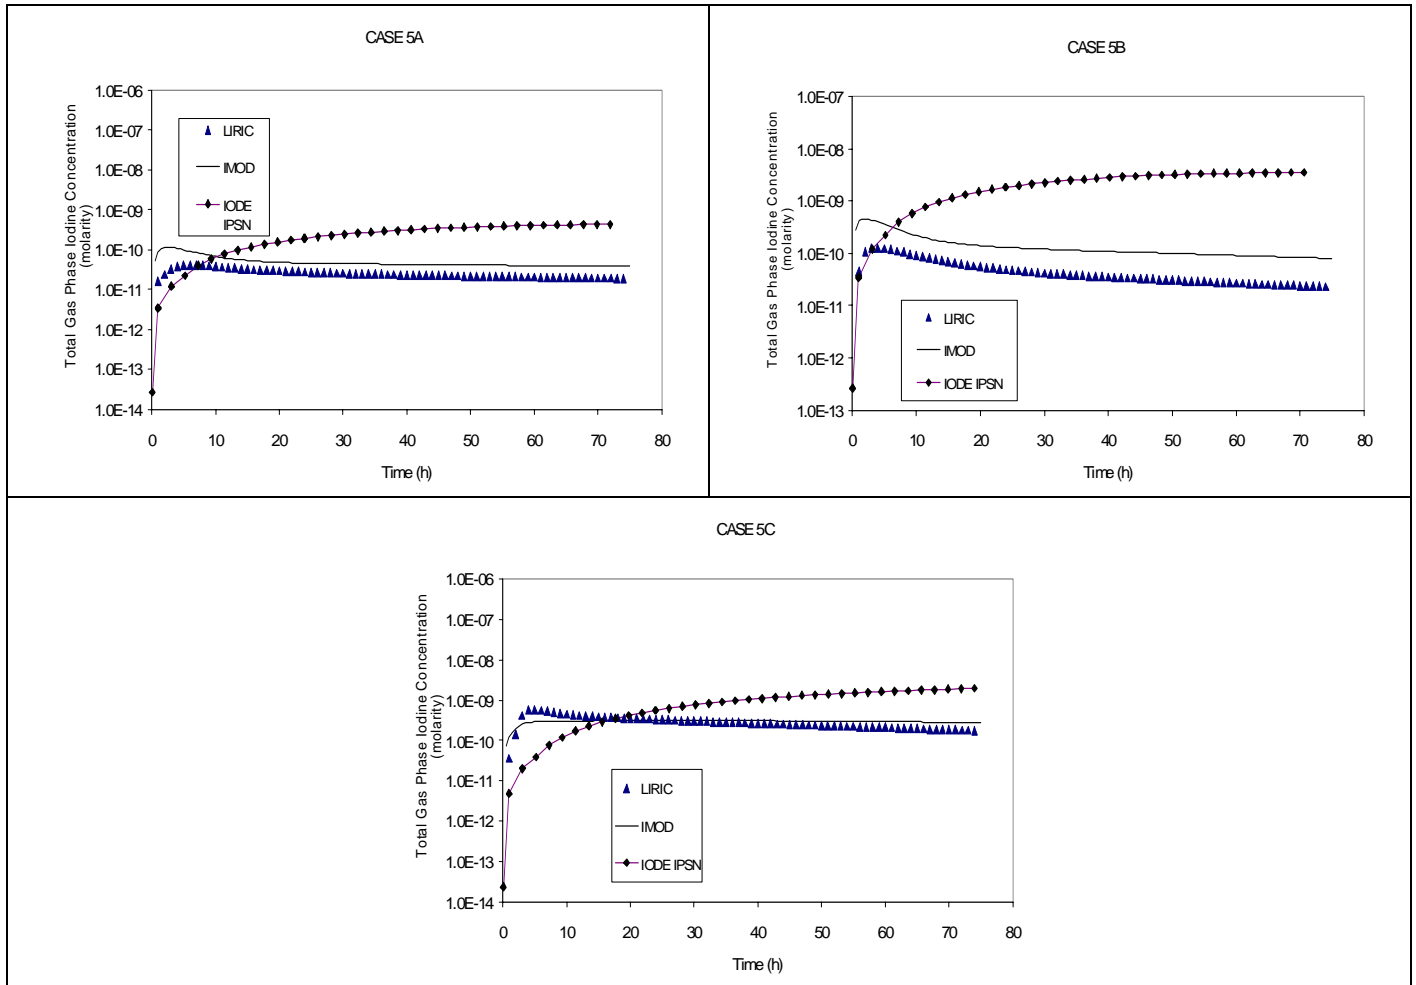 CASE 5A
Total Gas Phase Iodine Concentration
(molarity)
1.0E-06
1.0E-07
1.0E-08
1.0E-09
1.0E-10
1.0E-11
1.0E-12
1.0E-13
1.0E-14
LIRIC
IMOD
IODE
IPSN
0 10 20 30 40 50 60 70 80
Time (h)
CASE 5B
Total Gas Phase Iodine Concentration
(molarity)
1.0E-07
1.0E-08
1.0E-09
1.0E-10
1.0E-11
1.0E-12
1.0E-13
LIRIC
IMOD
IODE IPSN
0 10 20 30 40 50 60 70 80
Time (h)
CASE 5C
Total Gas Phase Iodine Concentration
(molarity)
1.0E-06
1.0E-07
1.0E-08
1.0E-09
1.0E-10
1.0E-11
1.0E-12
1.0E-13
1.0E-14
LIRIC
IMOD
IODE IPSN
0 10 20 30 40 50 60 70 80
Time (h)